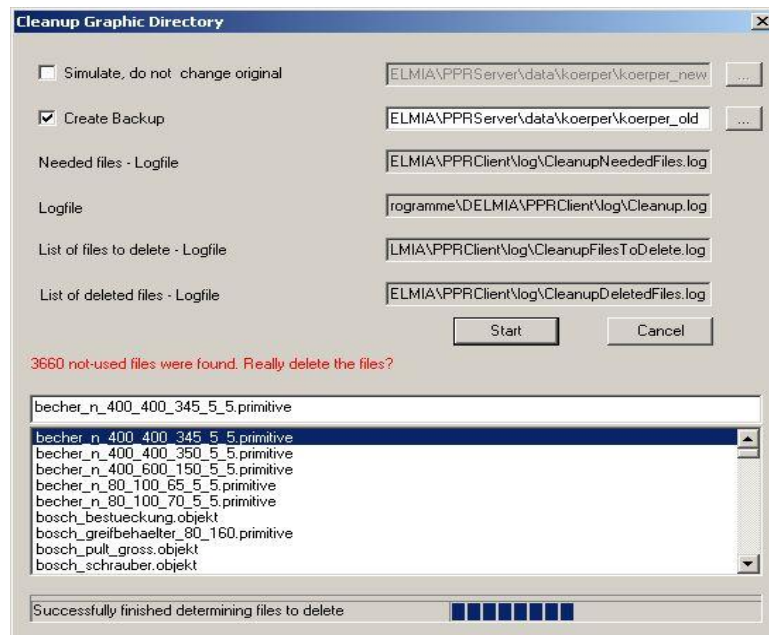 Cleanup Graphic Directory
Simulate, do not change original
ELMIA\PPRServer\data\koerper\koerper_new
...
Create Backup
ELMIA\PPRServer\data\koerper\koerper_old
...
Needed files - Logfile
ELMIA\PPRClient\log\CleanupNeededFiles.log
Logfile
rogramme\DELMIA\PPRClient\log\Cleanup.log
List of files to delete - Logfile
LMIA\PPRClient\log\CleanupFilesToDelete.log
List of deleted files - Logfile
ELMIA\PPRClient\log\CleanupDeletedFiles.log
Start
Cancel
3660 not-used files were found. Really delete the files?
becher_n_400_400_345_5_5.primitive
becher_n_400_400_345_5_5.primitive
becher_n_400_400_350_5_5.primitive
becher_n_400_600_150_5_5.primitive
becher_n_80_100_65_5_5.primitive
becher_n_80_100_70_5_5.primitive
bosch_bestueckung.objekt
bosch_greifbehaelter_80_160.primitive
bosch_pult_gross.objekt
bosch_schrauber.objekt
Successfully finished determining files to delete